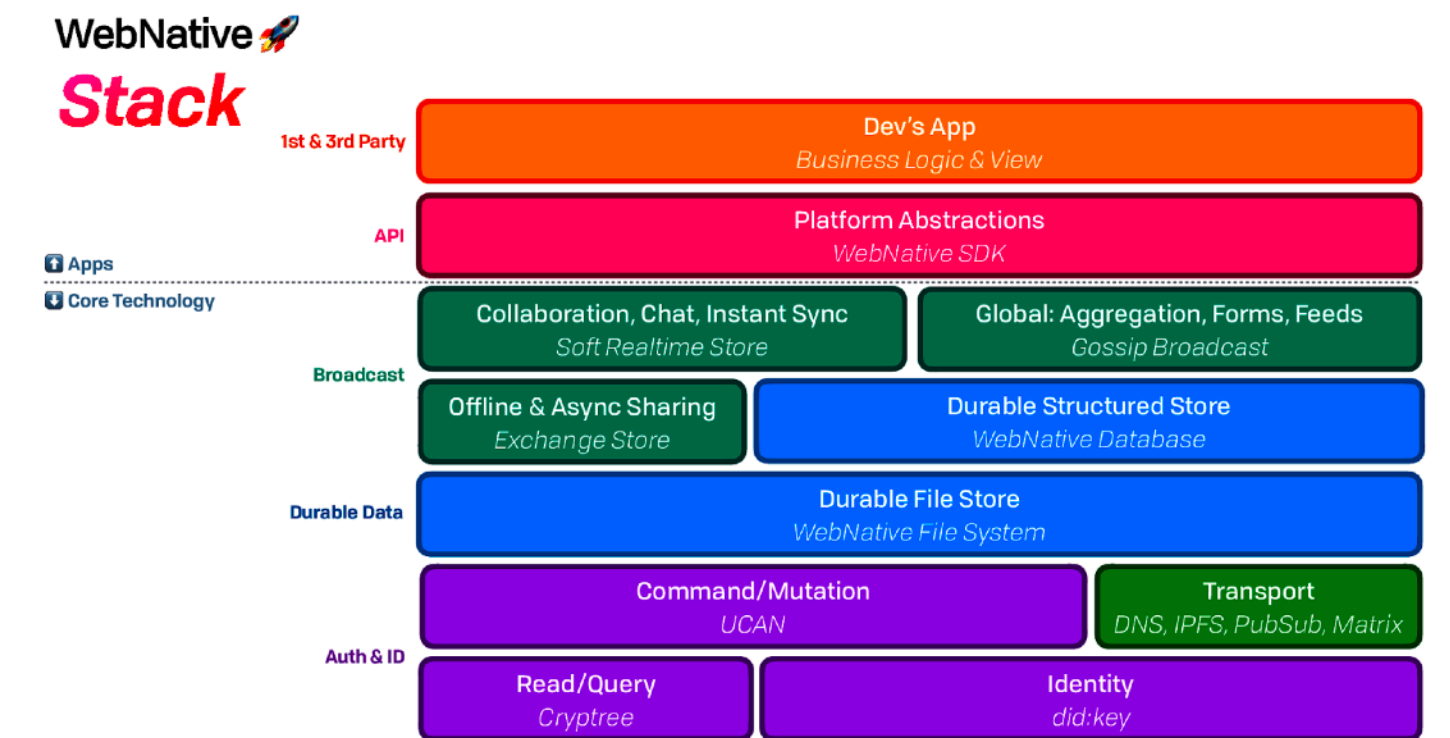 WebNative 🚀
Stack
1st & 3rd Party
Dev's App
Business Logic & View
API
Platform Abstractions
WebNative SDK
⬆️ Apps
⬇️ Core Technology
Broadcast
Collaboration, Chat, Instant Sync
Soft Realtime Store
Global: Aggregation, Forms, Feeds
Gossip Broadcast
Offline & Async Sharing
Exchange Store
Durable Structured Store
WebNative Database
Durable Data
Durable File Store
WebNative File System
Auth & ID
Command/Mutation
UCAN
Transport
DNS, IPFS, PubSub, Matrix
Read/Query
Cryptree
Identity
did:key